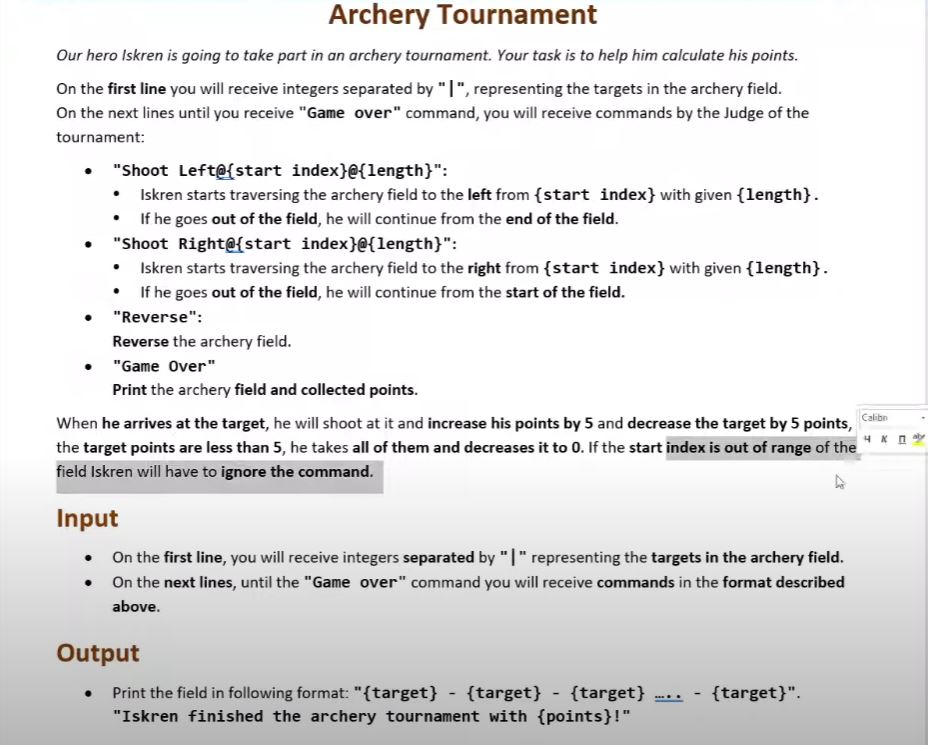 Archery Tournament
Our hero Iskren is going to take part in an archery tournament. Your task is to help him calculate his points.
On the first line you will receive integers separated by "|", representing the targets in the archery field.
On the next lines until you receive "Game over" command, you will receive commands by the Judge of the
tournament:
• "Shoot Left@{start index}@{length}":
• Iskren starts traversing the archery field to the left from {start index} with given {length}.
• If he goes out of the field, he will continue from the end of the field.
• "Shoot Right@{start index}@{length}":
• Iskren starts traversing the archery field to the right from {start index} with given {length}.
• If he goes out of the field, he will continue from the start of the field.
• "Reverse":
Reverse the archery field.
• "Game Over"
Print the archery field and collected points.
When he arrives at the target, he will shoot at it and increase his points by 5 and decrease the target by 5 points,
the target points are less than 5, he takes all of them and decreases it to 0. If the start index is out of range of the
field Iskren will have to ignore the command.
Calibri
Ч К П aby
Input
• On the first line, you will receive integers separated by "|" representing the targets in the archery field.
• On the next lines, until the "Game over" command you will receive commands in the format described
above.
Output
• Print the field in following format: "{target} - {target} - {target} ….. - {target}".
"Iskren finished the archery tournament with {points}!"